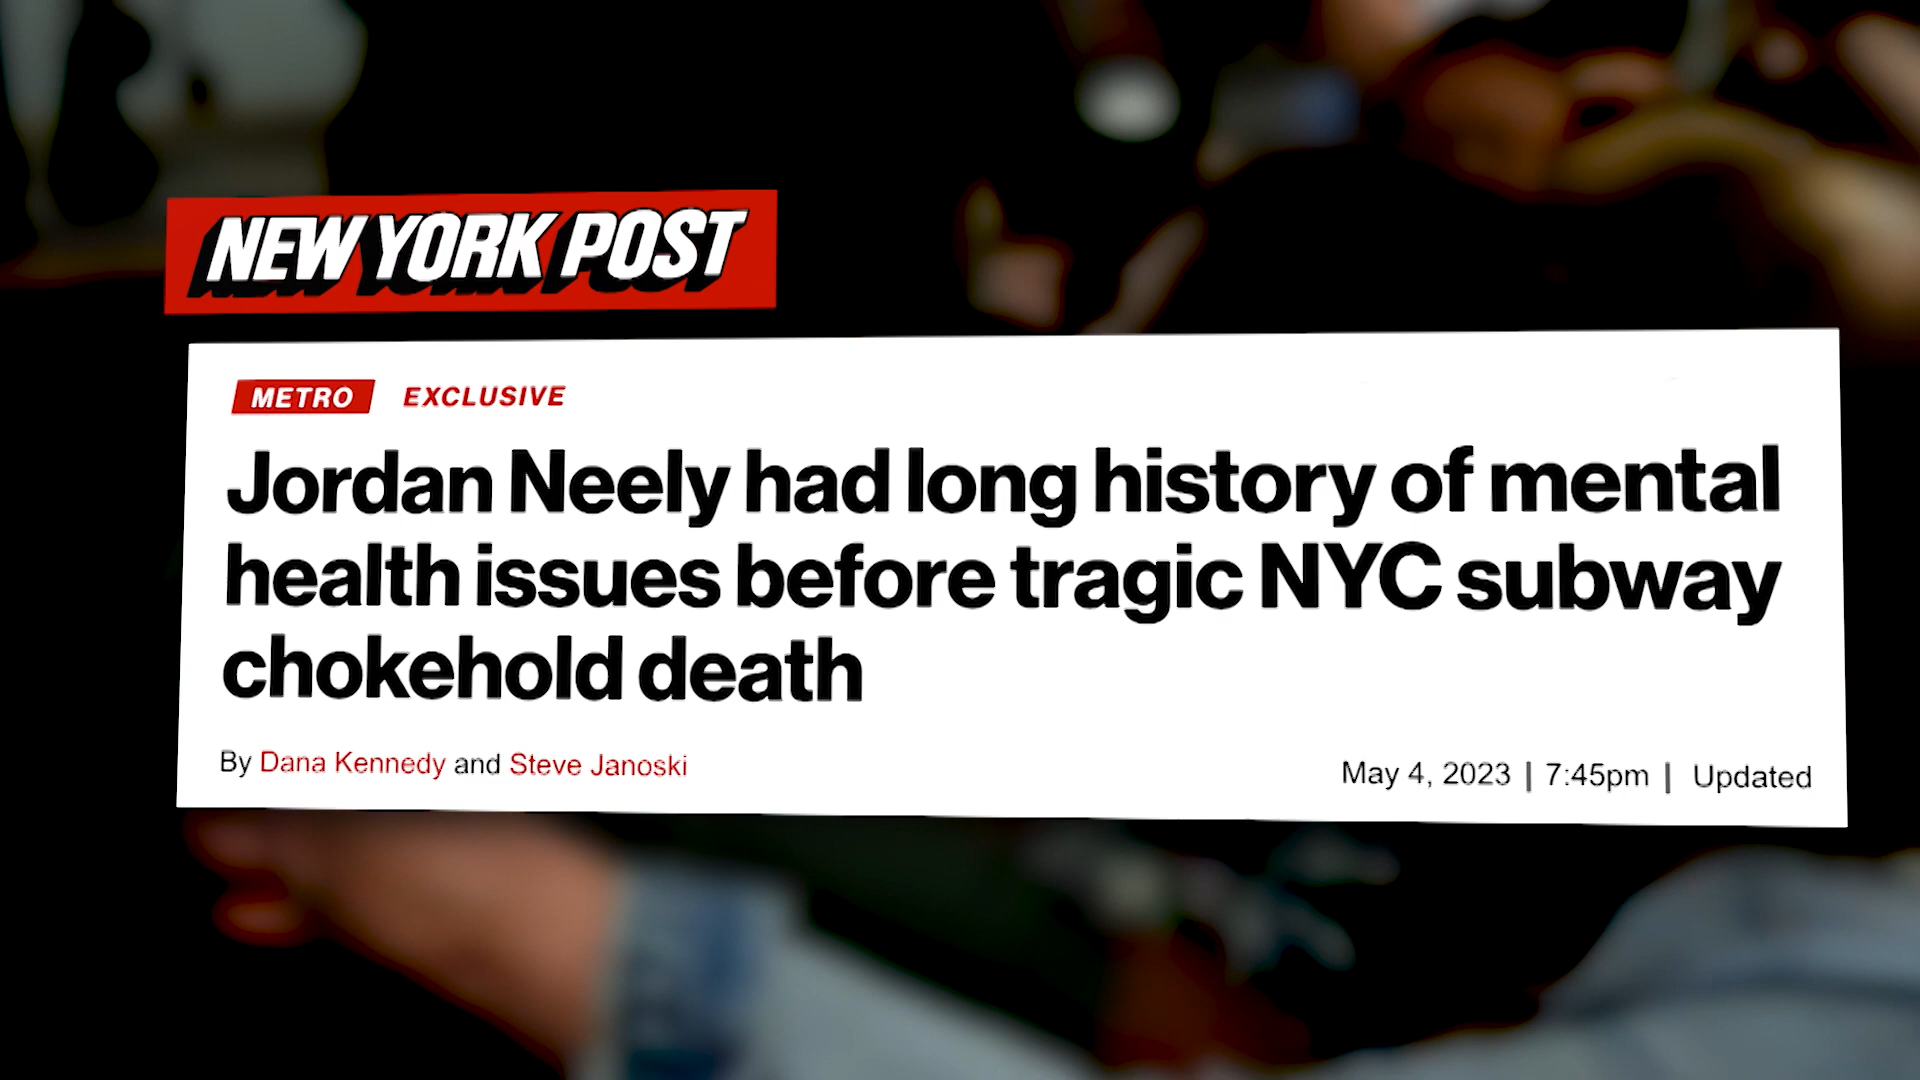 NEW YORK POST
METRO EXCLUSIVE
Jordan Neely had long history of mental
health issues before tragic NYC subway
chokehold death
By Dana Kennedy and Steve Janoski
May 4, 2023 | 7:45pm | Updated